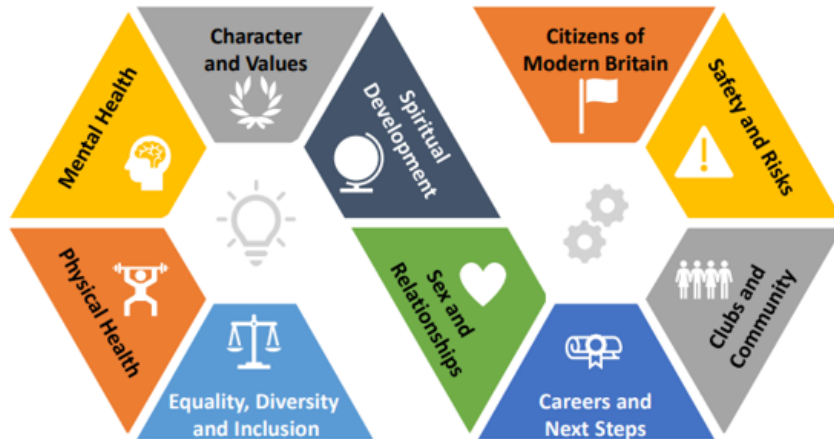 Character
and Values
Citizens of
Modern Britain
Mental Health
Spiritual
Development
Safety and Risks
Physical Health
Sex and
Relationships
Clubs and
Community
Equality, Diversity
and Inclusion
Careers and
Next Steps